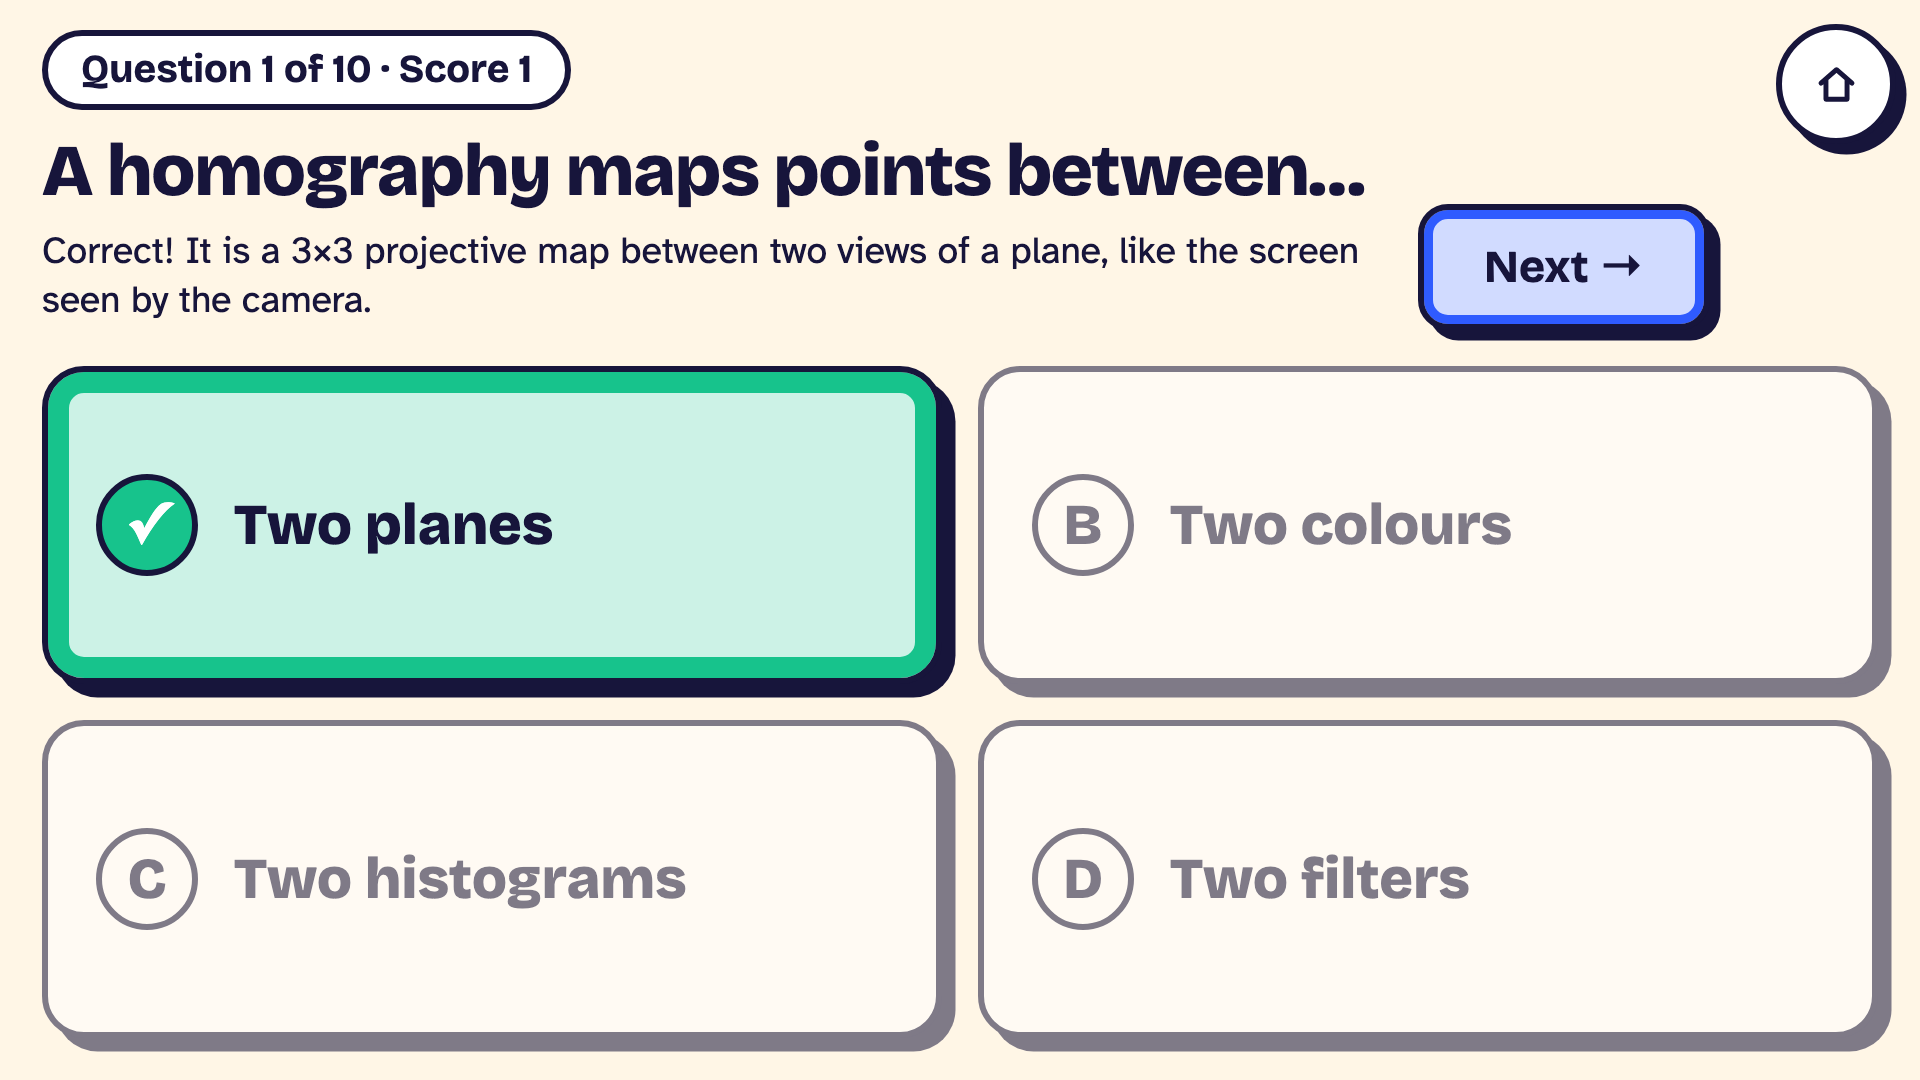 Question 1 of 10 · Score 1
A homography maps points between...
Correct! It is a 3×3 projective map between two views of a plane, like the screen
seen by the camera.
Next →
✓ Two planes
B Two colours
C Two histograms
D Two filters